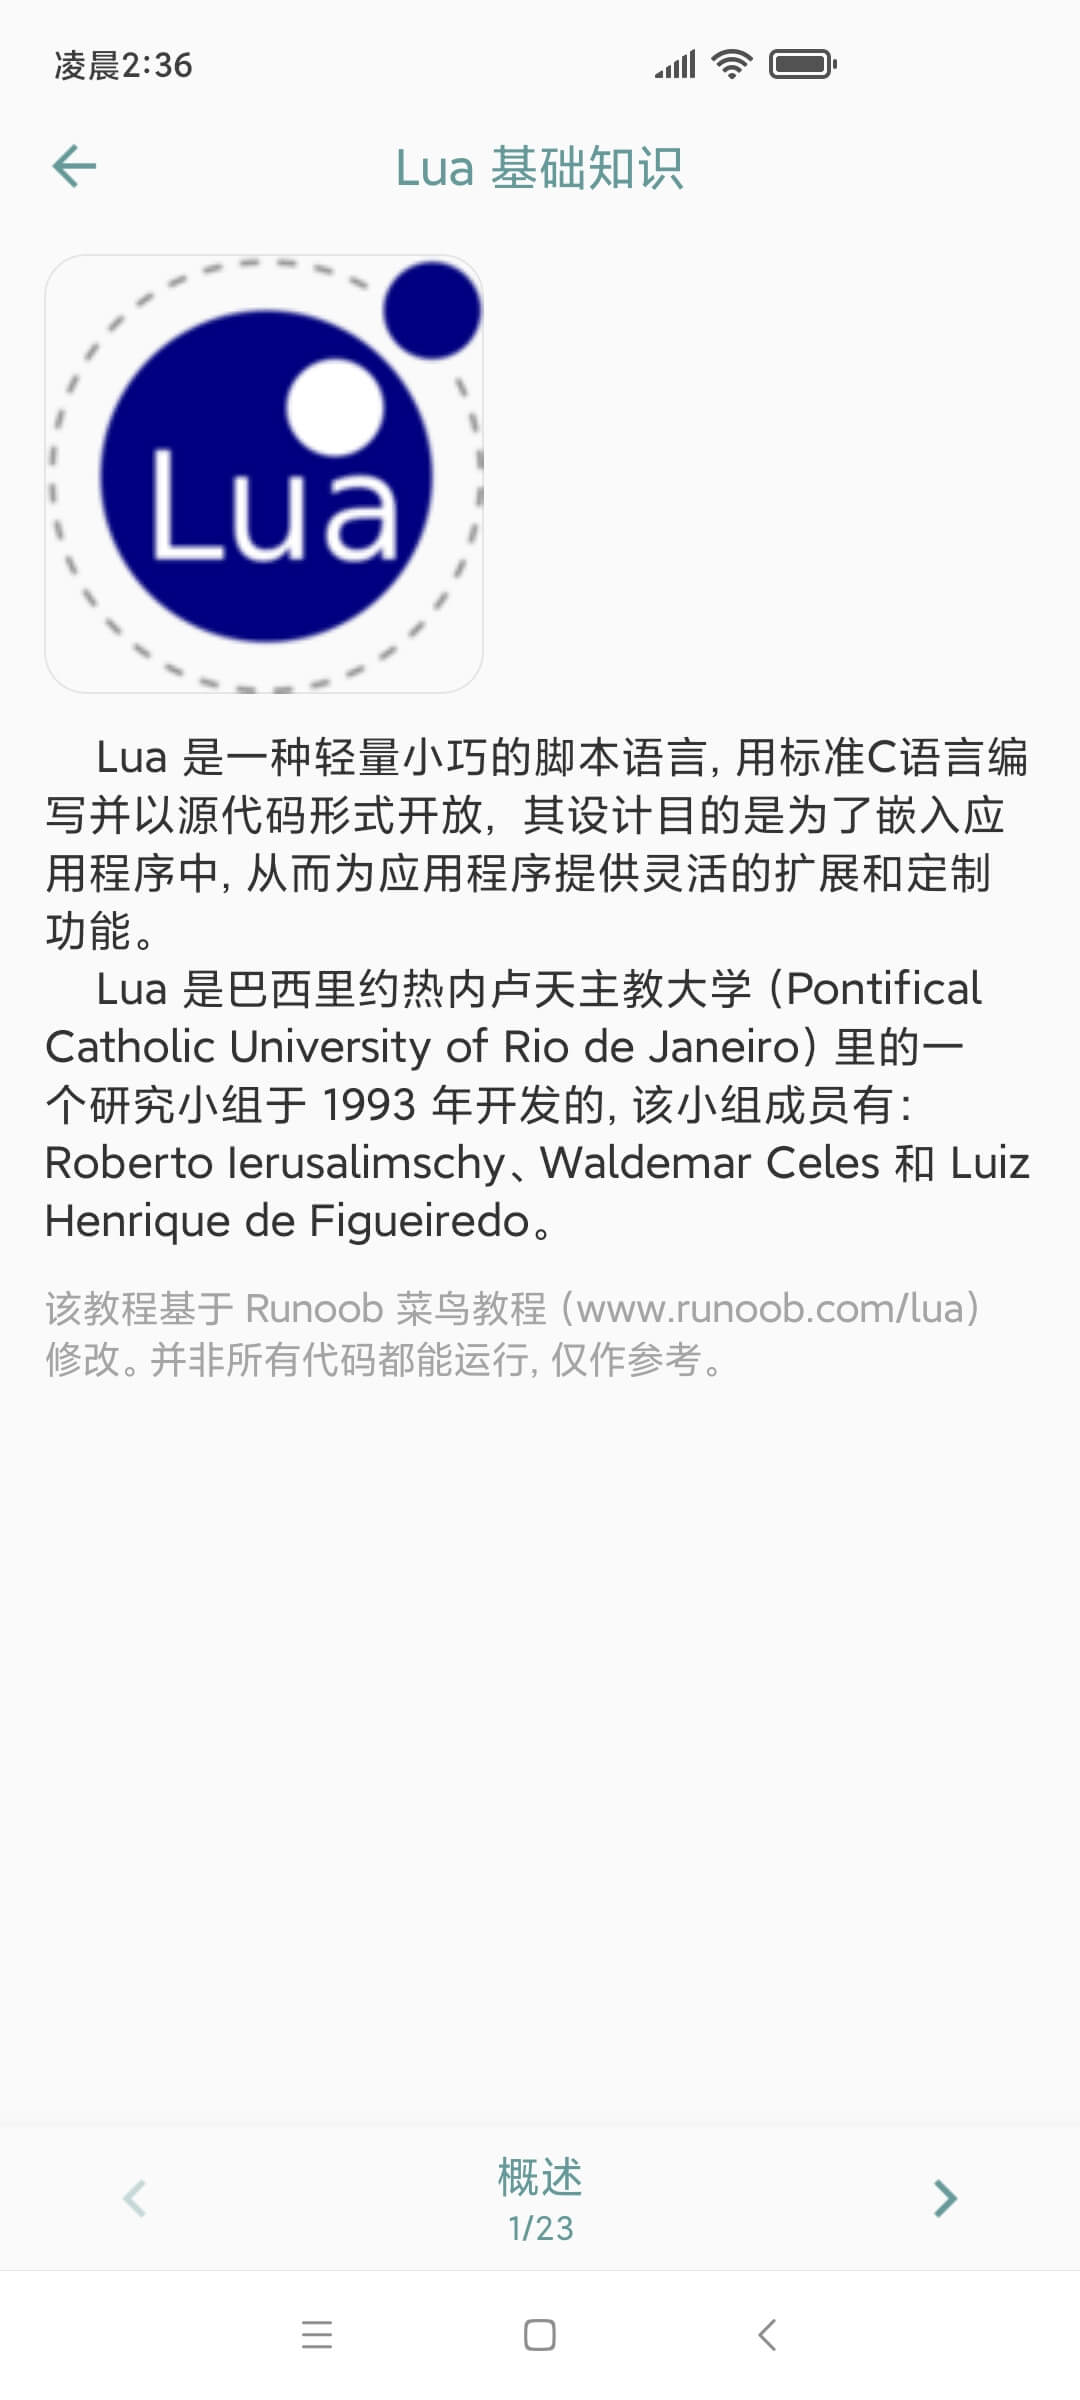 凌晨2:36
Lua 基础知识
Lua
Lua 是一种轻量小巧的脚本语言, 用标准C语言编
写并以源代码形式开放,  其设计目的是为了嵌入应
用程序中, 从而为应用程序提供灵活的扩展和定制
功能。
Lua 是巴西里约热内卢天主教大学 (Pontifical
Catholic University of Rio de Janeiro) 里的一
个研究小组于 1993 年开发的, 该小组成员有:
Roberto Ierusalimschy、Waldemar Celes 和 Luiz
Henrique de Figueiredo。
该教程基于 Runoob 菜鸟教程 (www.runoob.com/lua)
修改。并非所有代码都能运行, 仅作参考。
概述
1/23